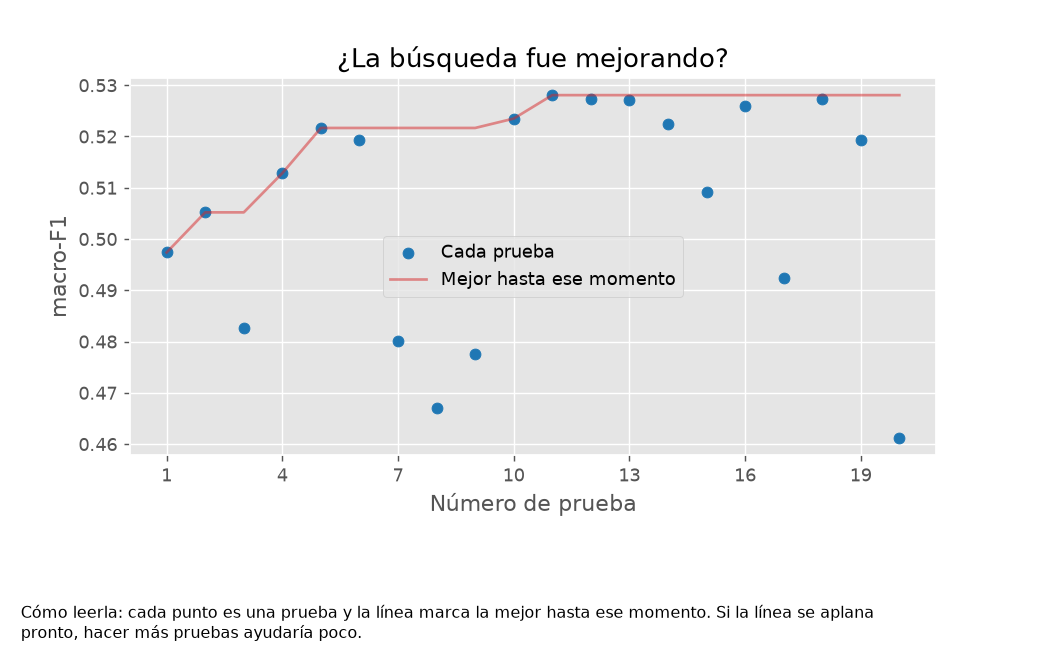 ¿La búsqueda fue mejorando?
0.53
0.52
0.51
0.50
0.49
0.48
0.47
0.46
macro-F1
Cada prueba
Mejor hasta ese momento
1 4 7 10 13 16 19
Número de prueba
Cómo leerla: cada punto es una prueba y la línea marca la mejor hasta ese momento. Si la línea se aplana
pronto, hacer más pruebas ayudaría poco.